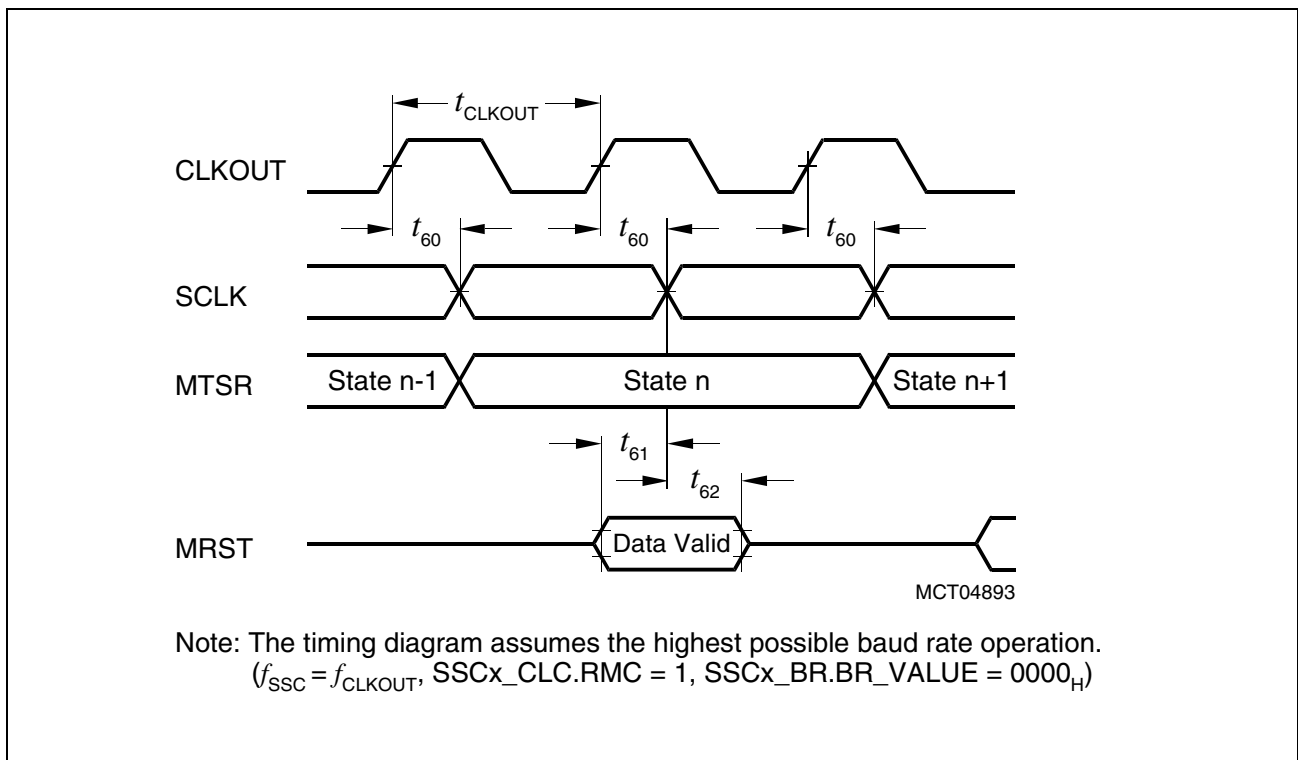 tCLKOUT
CLKOUT
t60 t60 t60
SCLK
MTSR State n-1 State n State n+1
t61
t62
MRST Data Valid
MCT04893
Note: The timing diagram assumes the highest possible baud rate operation.
(fSSC = fCLKOUT, SSCx_CLC.RMC = 1, SSCx_BR.BR_VALUE = 0000H)